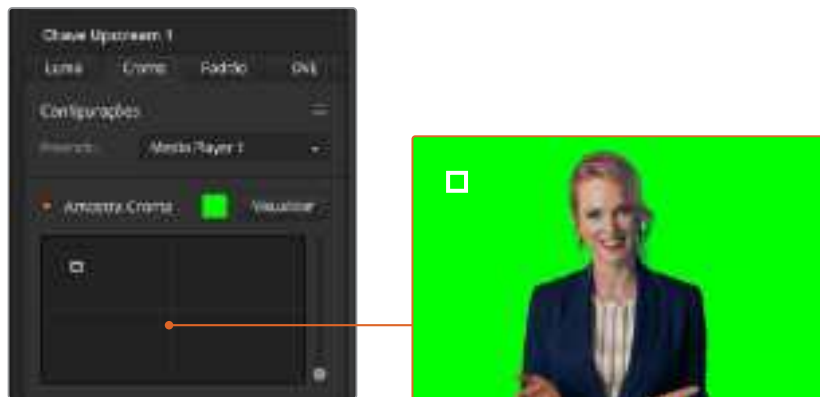 Chave Upstream 1
Luma Croma Padrão DVE
Configurações
Media Player 1
Amostra Croma Visualizar